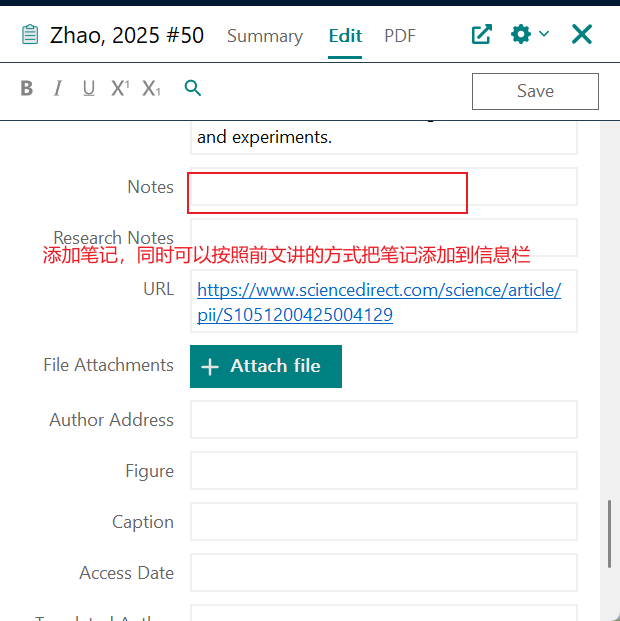 Zhao, 2025 #50 Summary Edit PDF
B I U X¹ X₁ Save
and experiments.
Notes
Research Notes
添加笔记，同时可以按照前文讲的方式把笔记添加到信息栏
URL https://www.sciencedirect.com/science/article/
pii/S1051200425004129
File Attachments + Attach file
Author Address
Figure
Caption
Access Date